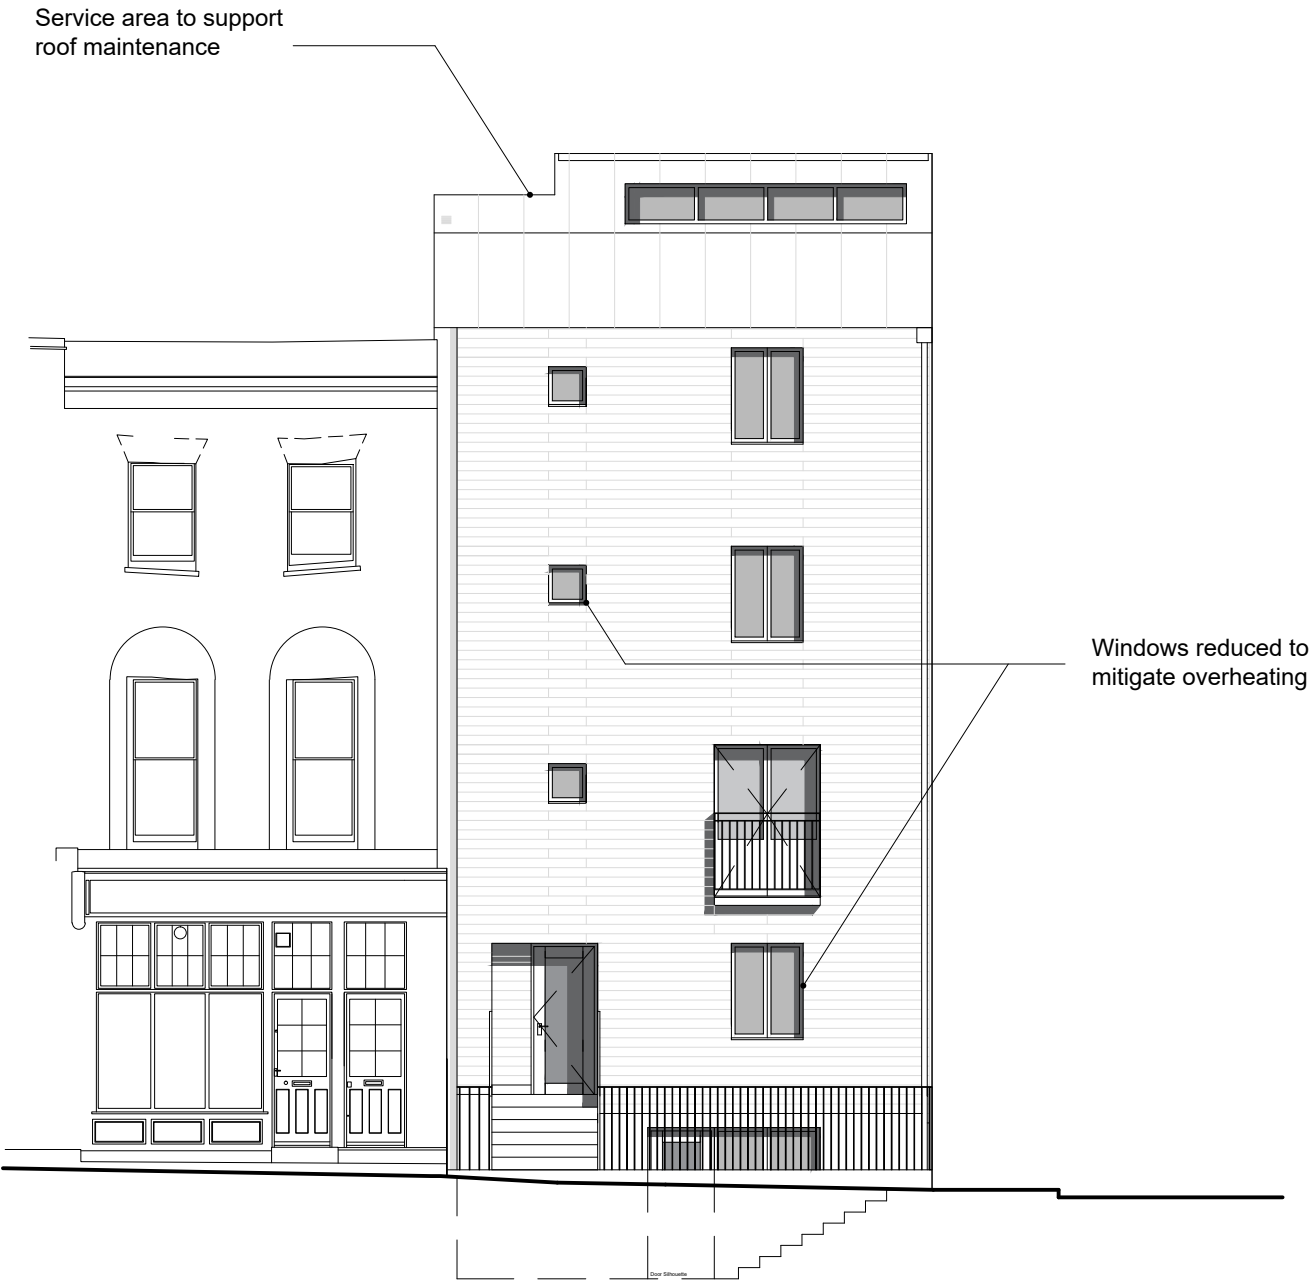 Service area to support
roof maintenance
Windows reduced to
mitigate overheating
Door Silhouette